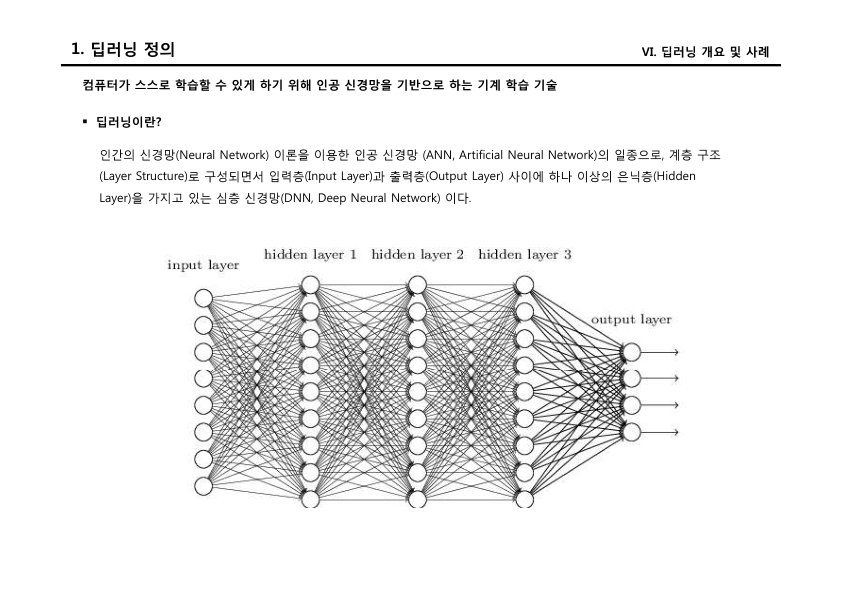 1. 딥러닝 정의
VI. 딥러닝 개요 및 사례
컴퓨터가 스스로 학습할 수 있게 하기 위해 인공 신경망을 기반으로 하는 기계 학습 기술
▪ 딥러닝이란?
인간의 신경망(Neural Network) 이론을 이용한 인공 신경망 (ANN, Artificial Neural Network)의 일종으로, 계층 구조
(Layer Structure)로 구성되면서 입력층(Input Layer)과 출력층(Output Layer) 사이에 하나 이상의 은닉층(Hidden
Layer)을 가지고 있는 심층 신경망(DNN, Deep Neural Network) 이다.
input layer
hidden layer 1 hidden layer 2 hidden layer 3
output layer